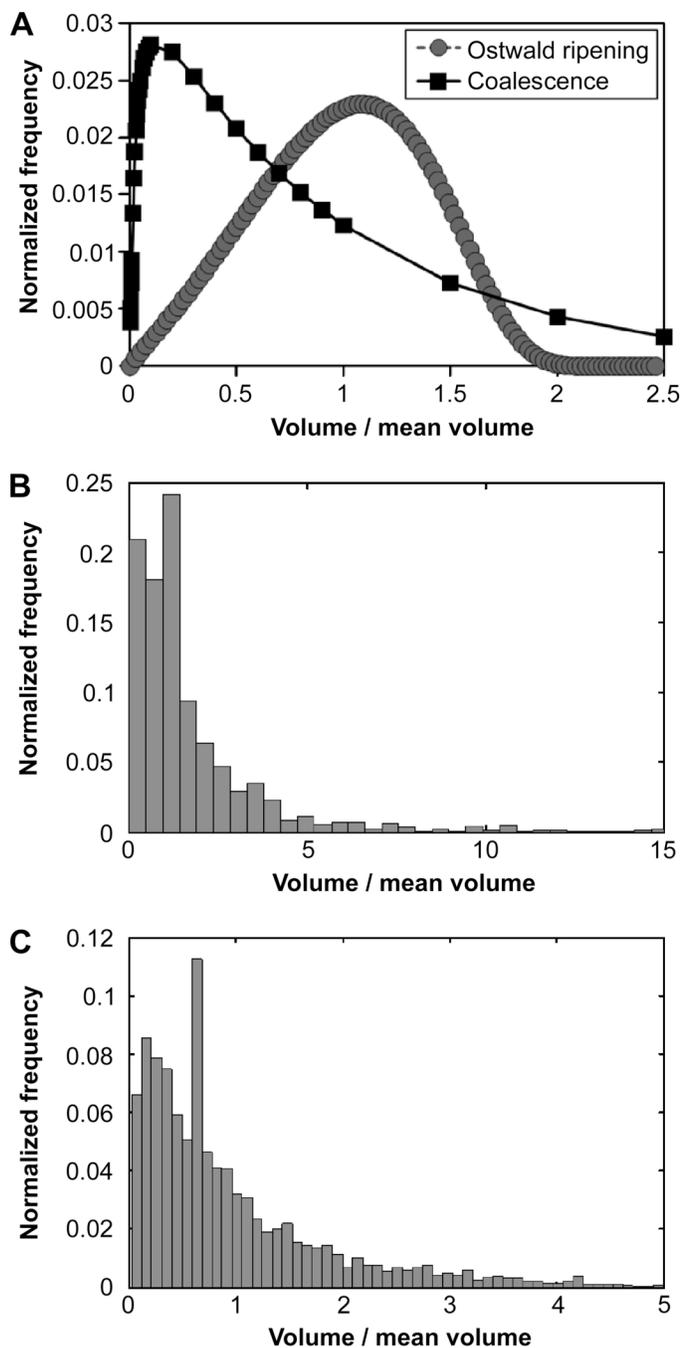 A
Normalized frequency
0.03
0.025
0.02
0.015
0.01
0.005
0
Ostwald ripening
Coalescence
0 0.5 1 1.5 2 2.5
Volume / mean volume
B
Normalized frequency
0.25
0.2
0.15
0.1
0.05
0
0 5 10 15
Volume / mean volume
C
Normalized frequency
0.12
0.1
0.08
0.06
0.04
0.02
0
0 1 2 3 4 5
Volume / mean volume